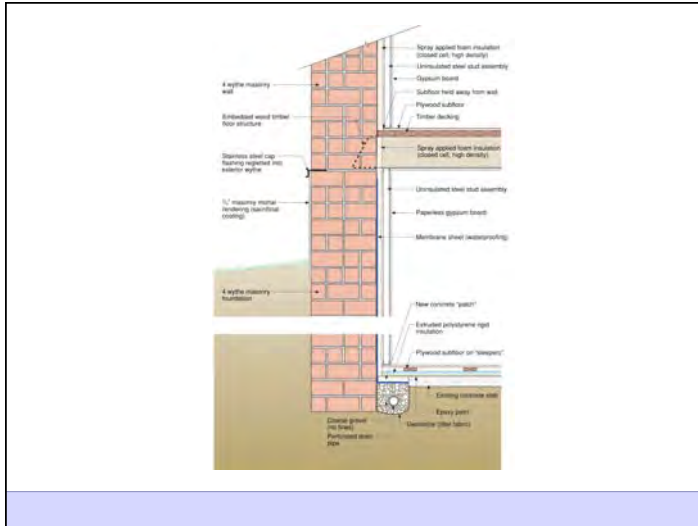 Spray applied foam insulation
(closed cell, high density)
Uninsulated steel stud assembly
Gypsum board
Subfloor held away from wall
Plywood subfloor
Timber decking
4 wythe masonry
wall
Embedded wood timber
floor structure
Spray applied foam insulation
(closed cell, high density)
Stainless steel cap
flashing regletted into
exterior wythe
Uninsulated steel stud assembly
masonry mortar
rendering (sacrificial
coating)
Paperless gypsum board
Membrane sheet (waterproofing)
4 wythe masonry
foundation
New concrete "patch"
Extruded polystyrene rigid
insulation
Plywood subfloor on "sleepers"
Existing concrete slab
Epoxy paint
Geotextile (filter fabric)
Coarse gravel
(no fines)
Perforated drain
pipe